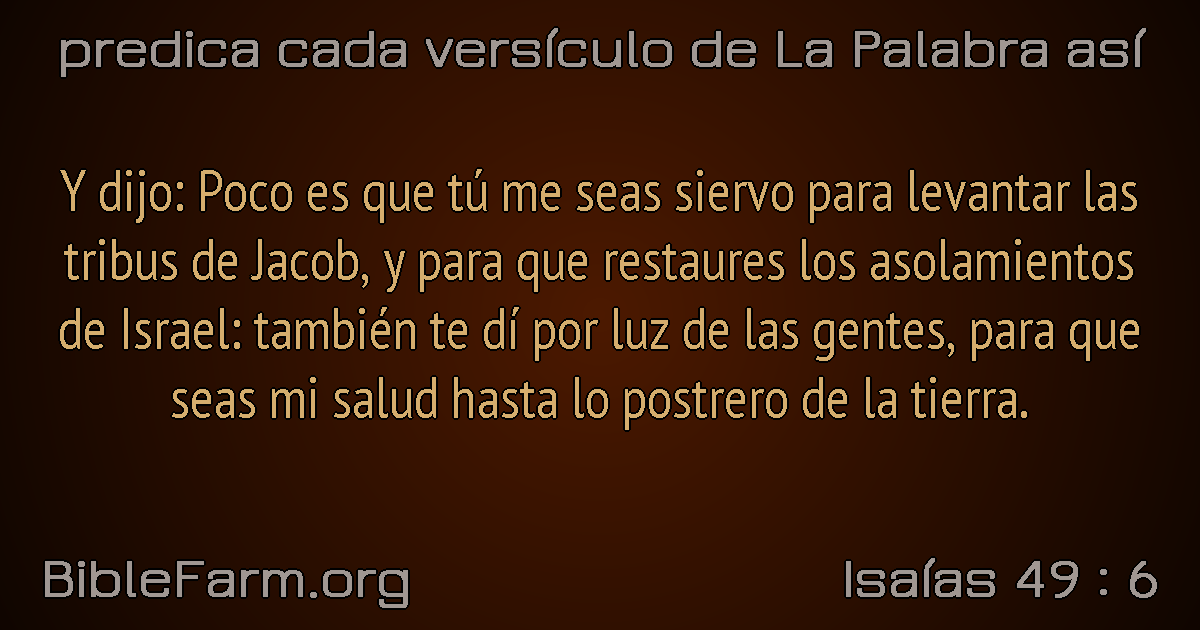 predica cada versículo de La Palabra así
Y dijo: Poco es que tú me seas siervo para levantar las
tribus de Jacob, y para que restaures los asolamientos
de Israel: también te dí por luz de las gentes, para que
seas mi salud hasta lo postrero de la tierra.
BibleFarm.org
Isaías 49 : 6